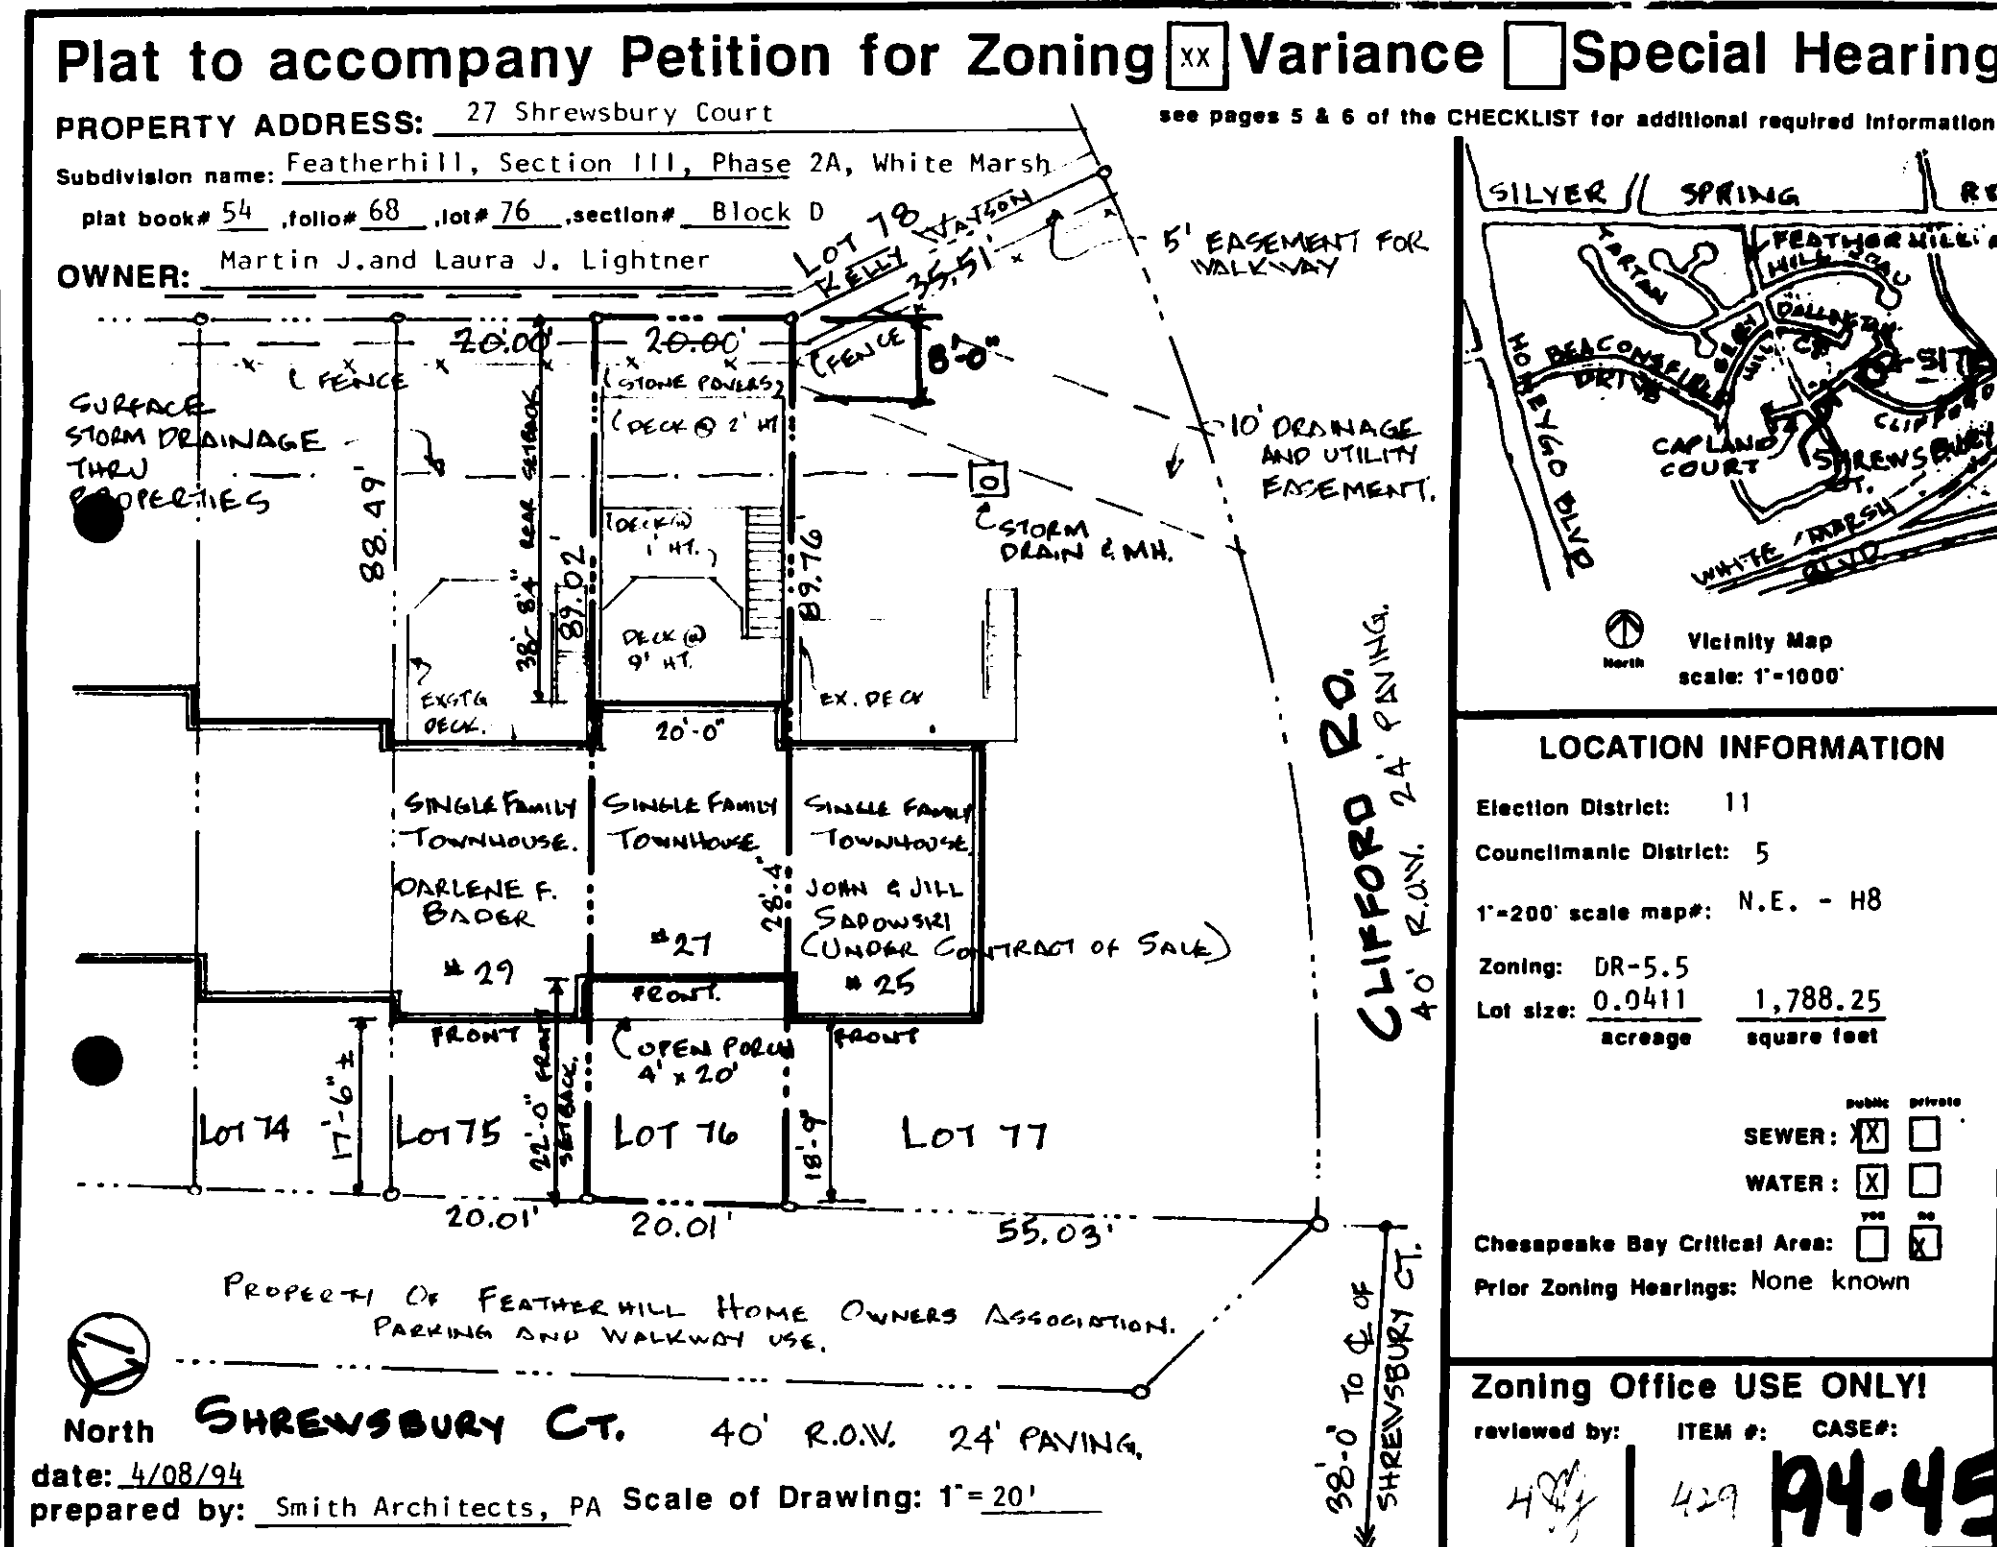 Plat to accompany Petition for Zoning XX Variance Special Hearing
PROPERTY ADDRESS: 27 Shrewsbury Court
see pages 5 & 6 of the CHECKLIST for additional required information
Subdivision name: Featherhill, Section III, Phase 2A, White Marsh
plat book# 54 ,folio# 68 ,lot# 76 ,section# Block D
OWNER: Martin J.and Laura J. Lightner
LOT 78
KELLY WATSON
35.51'
5' EASEMENT FOR
WALKWAY
20.00'
20.00'
(FENCE
(FENCE
8'-0"
(STONE PAVERS)
(DECK @ 2' HT
SURFACE
STORM DRAINAGE
THRU
PROPERTIES
10' DRAINAGE
AND UTILITY
EASEMENT.
STORM
DRAIN & MH.
88.49'
38'-8'4" REAR SETBACK
89.02'
89.76'
(DECK @
1' HT.)
DECK @
9' HT.
EXSTG
DECK.
EX. DECK
20'-0"
SINGLE FAMILY
TOWNHOUSE.
DARLENE F.
BADER
# 29
SINGLE FAMILY
TOWNHOUSE
#27
28'-4"
SINGLE FAMILY
TOWNHOUSE
JOHN & JILL
SADOWSKI
(UNDER CONTRACT OF SALE)
# 25
FRONT
FRONT.
FRONT
OPEN PORCH
4' x 20'
17'-6" ±
22'-0" FRONT
SETBACK.
18'-9"
LOT 74
LOT 75
LOT 76
LOT 77
20.01'
20.01'
55.03'
CLIFFORD RD.
40' R.O.W. 24' PAVING.
PROPERTY OF FEATHERHILL HOME OWNERS ASSOCIATION.
PARKING AND WALKWAY USE.
38'-0" TO ℄ OF
SHREWSBURY CT.
North
SHREWSBURY CT. 40' R.O.W. 24' PAVING.
date: 4/08/94
prepared by: Smith Architects, PA Scale of Drawing: 1"= 20'
SILVER SPRING
TARTAN
FEATHER HILL
HILL ROAD
BEACONSFIELD
DRIVE
HONEYGO BLVD
SITE
CLIFFORD
CAPLAND
COURT
SHREWSBURY
CT.
WHITE MARSH
BLVD
North
Vicinity Map
scale: 1"=1000'
LOCATION INFORMATION
Election District: 11
Councilmanic District: 5
1"=200' scale map#: N.E. - H8
Zoning: DR-5.5
Lot size: 0.0411 1,788.25
acreage square feet
public private
SEWER: XX
WATER: X
yes no
Chesapeake Bay Critical Area: X
Prior Zoning Hearings: None known
Zoning Office USE ONLY!
reviewed by: ITEM #: CASE#:
429 94-45